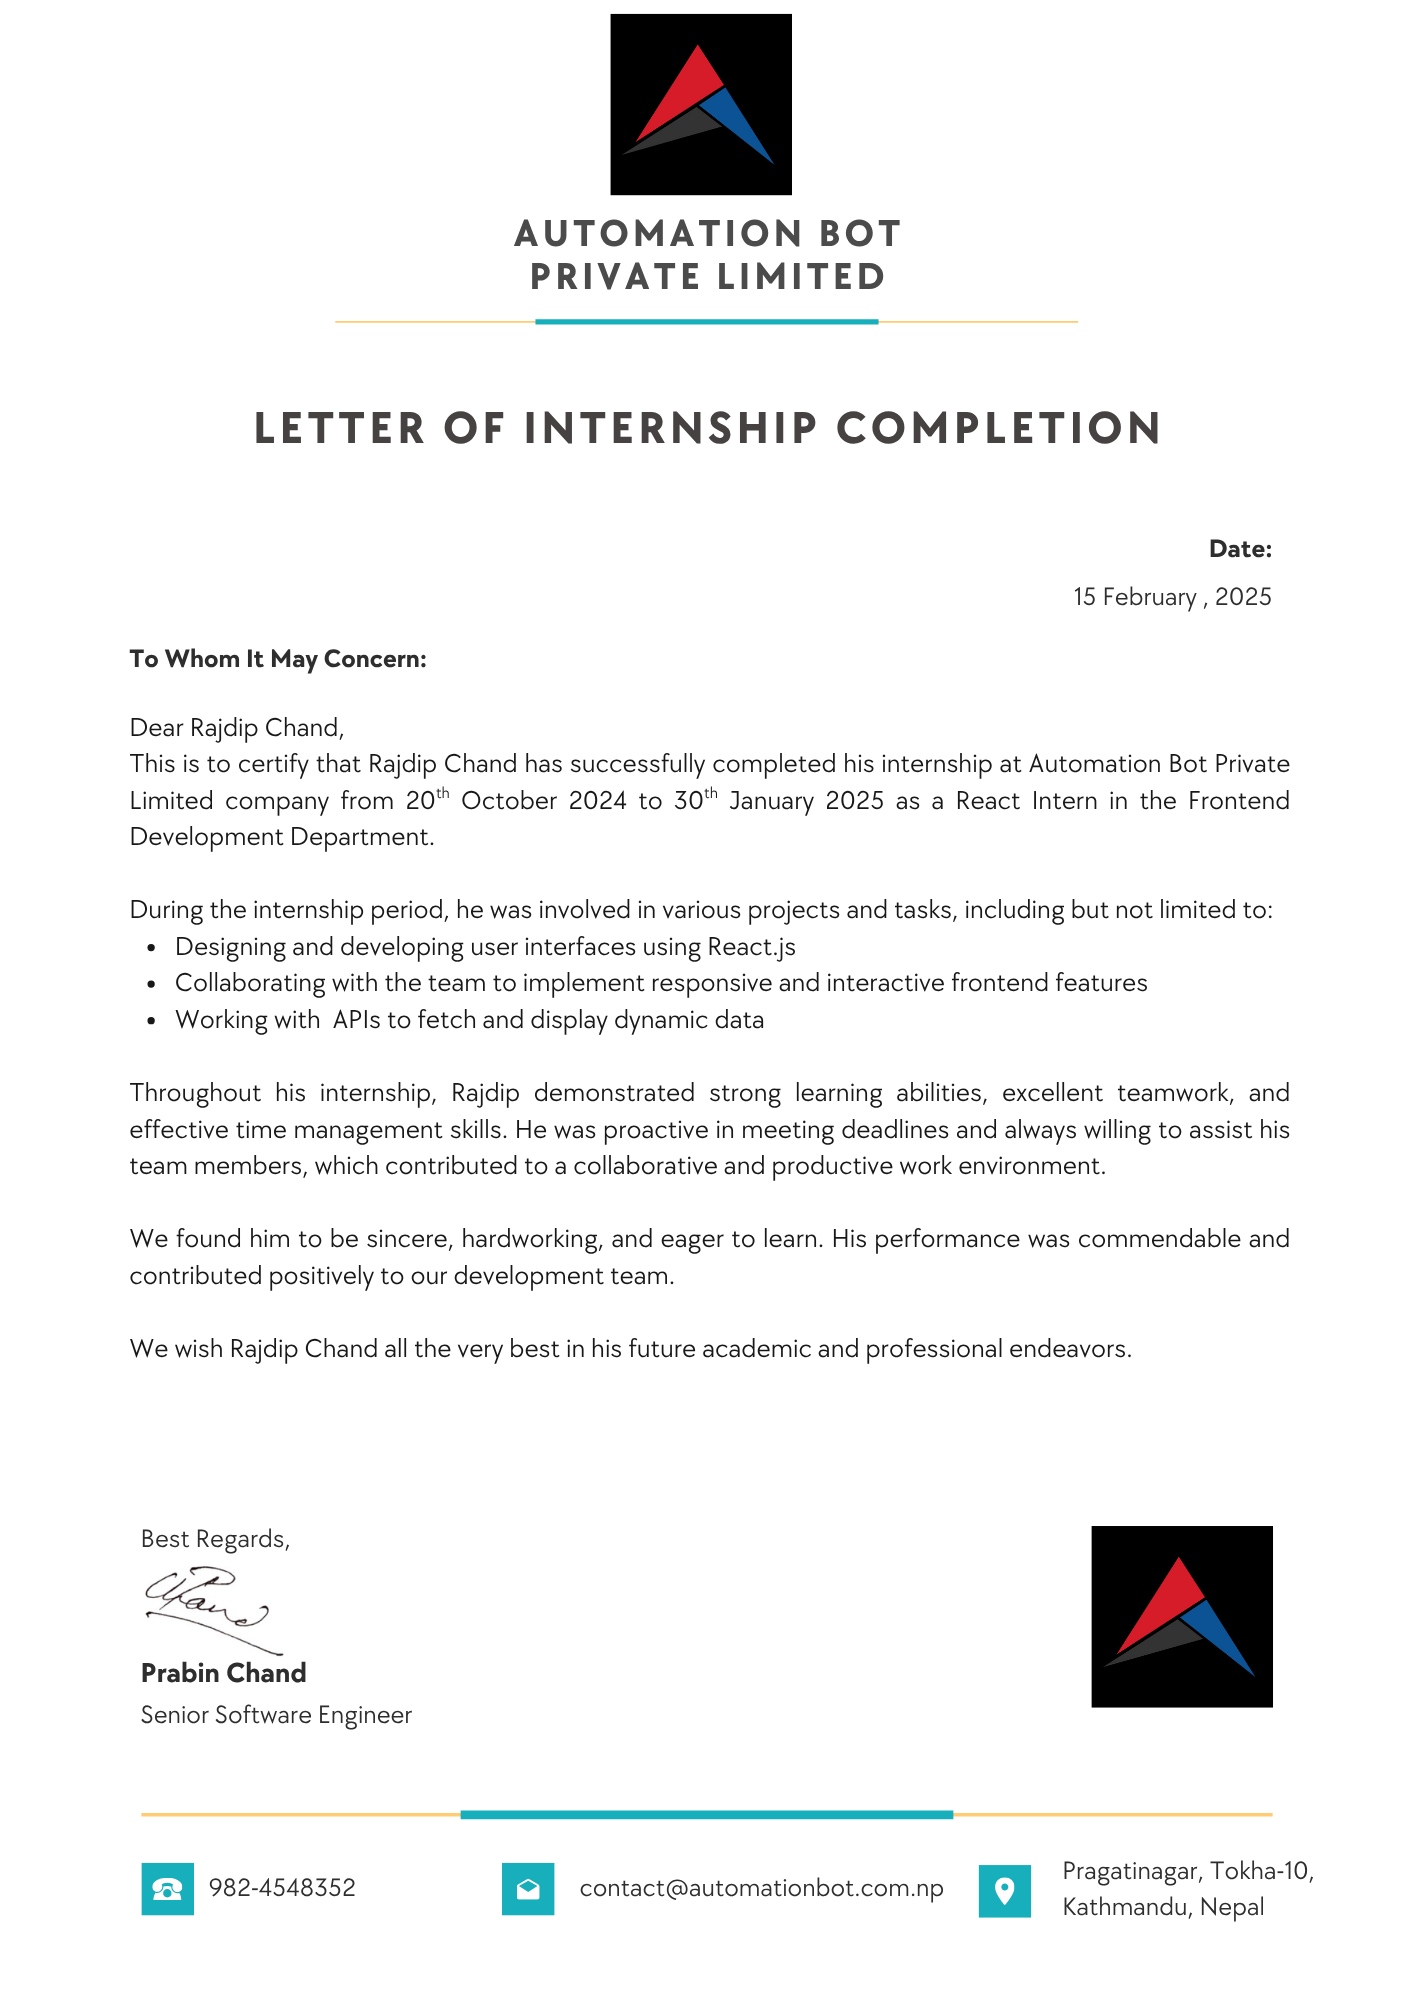 AUTOMATION BOT
PRIVATE LIMITED
LETTER OF INTERNSHIP COMPLETION
Date:
15 February , 2025
To Whom It May Concern:
Dear Rajdip Chand,
This is to certify that Rajdip Chand has successfully completed his internship at Automation Bot Private
Limited company from 20th October 2024 to 30th January 2025 as a React Intern in the Frontend
Development Department.
During the internship period, he was involved in various projects and tasks, including but not limited to:
• Designing and developing user interfaces using React.js
• Collaborating with the team to implement responsive and interactive frontend features
• Working with  APIs to fetch and display dynamic data
Throughout his internship, Rajdip demonstrated strong learning abilities, excellent teamwork, and
effective time management skills. He was proactive in meeting deadlines and always willing to assist his
team members, which contributed to a collaborative and productive work environment.
We found him to be sincere, hardworking, and eager to learn. His performance was commendable and
contributed positively to our development team.
We wish Rajdip Chand all the very best in his future academic and professional endeavors.
Best Regards,
Prabin Chand
Senior Software Engineer
982-4548352
contact@automationbot.com.np
Pragatinagar, Tokha-10,
Kathmandu, Nepal